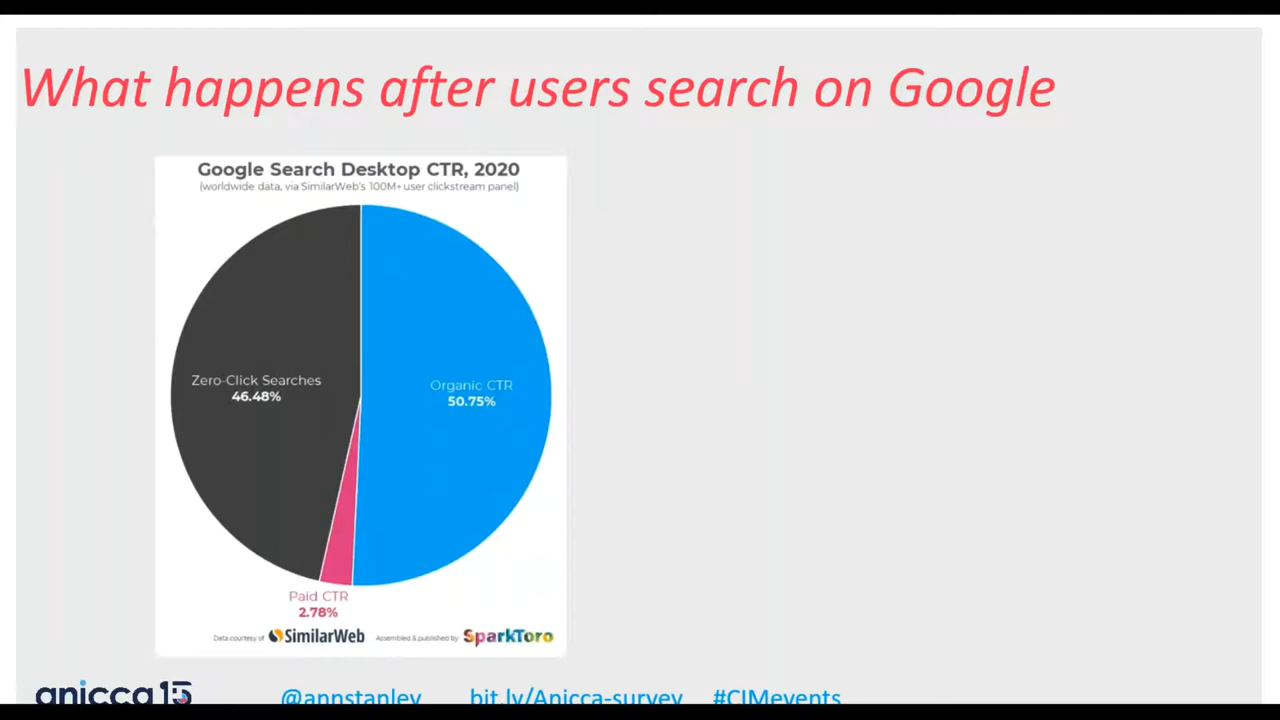 What happens after users search on Google
Google Search Desktop CTR, 2020
(worldwide data, via SimilarWeb's 100M+ user clickstream panel)
Zero-Click Searches
46.48%
Organic CTR
50.75%
Paid CTR
2.78%
Data courtesy of SimilarWeb Assembled & published by SparkToro
anicca 15 @annstanley bit.ly/Anicca-survey #CIMevents